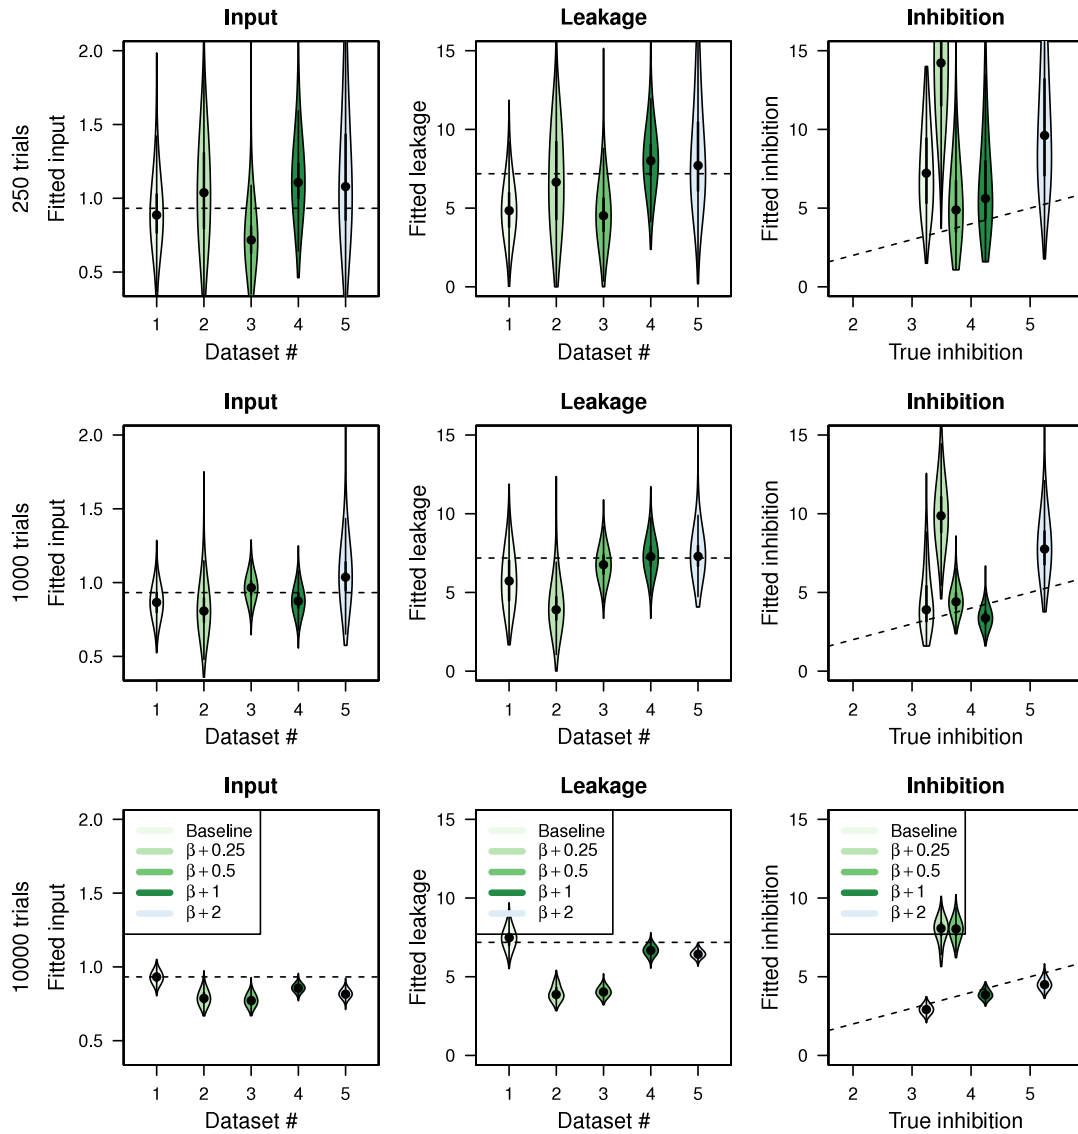 Input
Leakage
Inhibition
250 trials
Fitted input
2.0
1.5
1.0
0.5
1 2 3 4 5
Dataset #
Fitted leakage
15
10
5
0
1 2 3 4 5
Dataset #
Fitted inhibition
15
10
5
0
2 3 4 5
True inhibition
Input
Leakage
Inhibition
1000 trials
Fitted input
2.0
1.5
1.0
0.5
1 2 3 4 5
Dataset #
Fitted leakage
15
10
5
0
1 2 3 4 5
Dataset #
Fitted inhibition
15
10
5
0
2 3 4 5
True inhibition
Input
Leakage
Inhibition
10000 trials
Fitted input
2.0
1.5
1.0
0.5
Baseline
β + 0.25
β + 0.5
β + 1
β + 2
1 2 3 4 5
Dataset #
Fitted leakage
15
10
5
0
Baseline
β + 0.25
β + 0.5
β + 1
β + 2
1 2 3 4 5
Dataset #
Fitted inhibition
15
10
5
0
Baseline
β + 0.25
β + 0.5
β + 1
β + 2
2 3 4 5
True inhibition